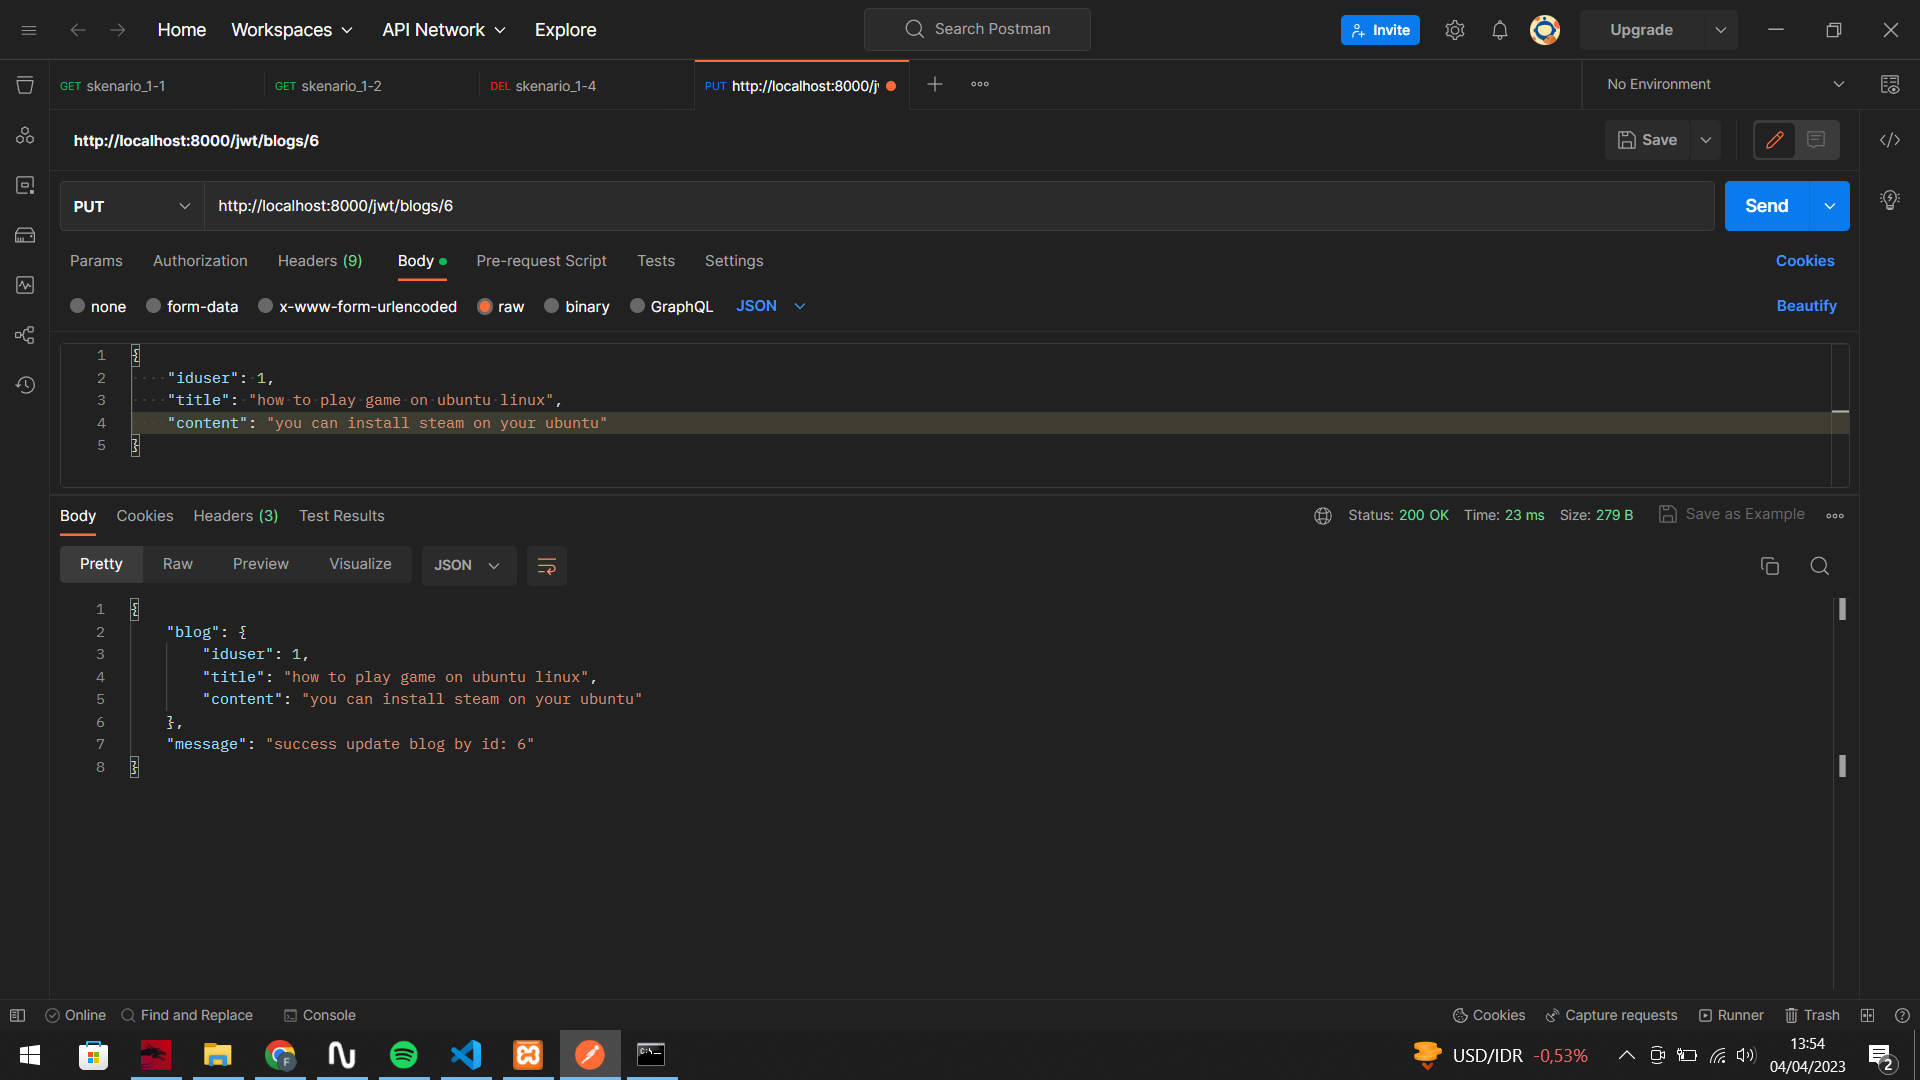 Home
Workspaces
API Network
Explore
Search Postman
Invite
Upgrade
GET skenario_1-1
GET skenario_1-2
DEL skenario_1-4
PUT http://localhost:8000/j
No Environment
http://localhost:8000/jwt/blogs/6
Save
PUT
http://localhost:8000/jwt/blogs/6
Send
Params
Authorization
Headers (9)
Body
Pre-request Script
Tests
Settings
Cookies
none
form-data
x-www-form-urlencoded
raw
binary
GraphQL
JSON
Beautify
1 {
2 "iduser": 1,
3 "title": "how to play game on ubuntu linux",
4 "content": "you can install steam on your ubuntu"
5 }
Body
Cookies
Headers (3)
Test Results
Status: 200 OK
Time: 23 ms
Size: 279 B
Save as Example
Pretty
Raw
Preview
Visualize
JSON
1 {
2 "blog": {
3 "iduser": 1,
4 "title": "how to play game on ubuntu linux",
5 "content": "you can install steam on your ubuntu"
6 },
7 "message": "success update blog by id: 6"
8 }
Online
Find and Replace
Console
Cookies
Capture requests
Runner
Trash
F
C:\_
USD/IDR -0,53%
13:54
04/04/2023
2